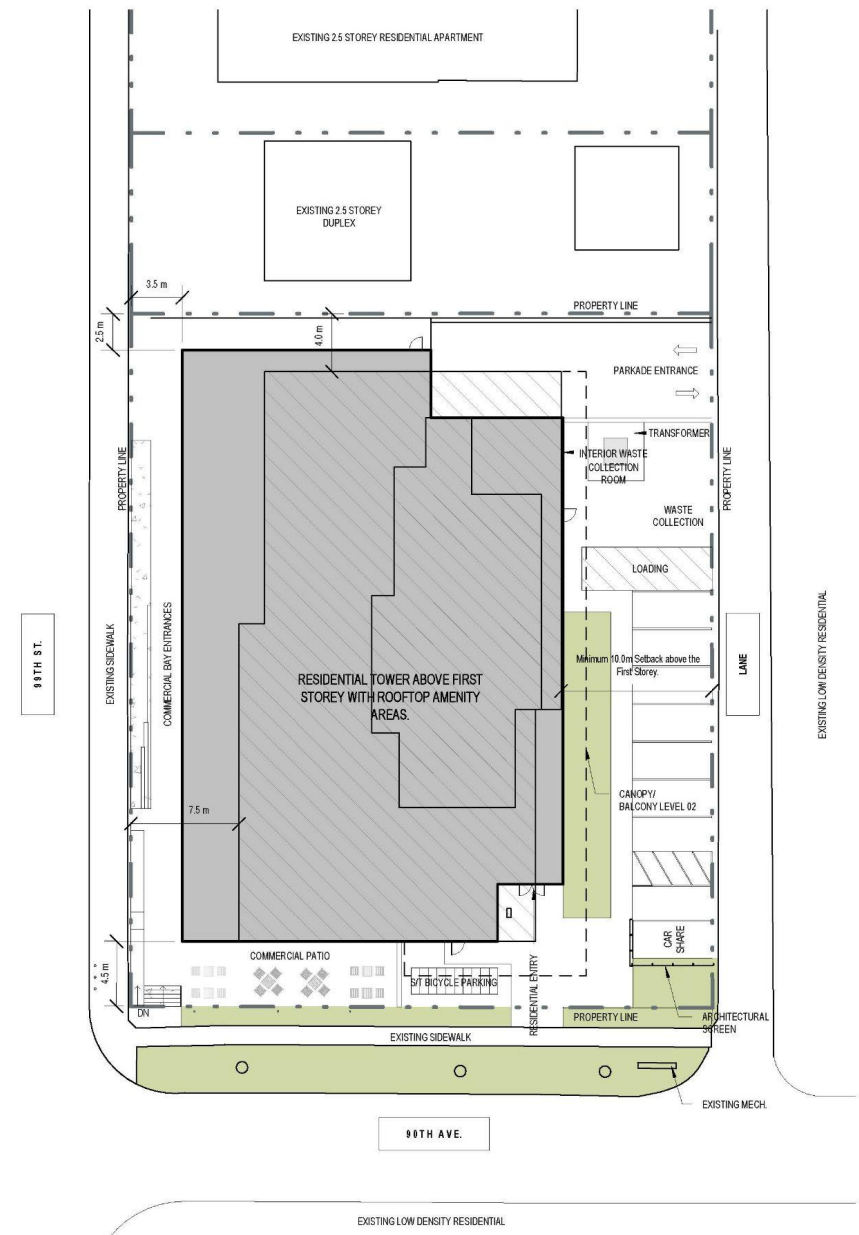 EXISTING 2.5 STOREY RESIDENTIAL APARTMENT
EXISTING 2.5 STOREY
DUPLEX
3.5 m
PROPERTY LINE
2.5 m
4.0 m
PARKADE ENTRANCE
TRANSFORMER
INTERIOR WASTE
COLLECTION
ROOM
PROPERTY LINE
PROPERTY LINE
WASTE
COLLECTION
LOADING
COMMERCIAL BAY ENTRANCES
EXISTING SIDEWALK
99TH ST.
RESIDENTIAL TOWER ABOVE FIRST
STOREY WITH ROOFTOP AMENITY
AREAS.
Minimum 10.0m Setback above the
First Storey.
LANE
EXISTING LOW DENSITY RESIDENTIAL
CANOPY/
BALCONY LEVEL 02
7.5 m
4.5 m
COMMERCIAL PATIO
CAR
SHARE
S/T BICYCLE PARKING
RESIDENTIAL ENTRY
DN
PROPERTY LINE
ARCHITECTURAL
SCREEN
EXISTING SIDEWALK
EXISTING MECH.
90TH AVE.
EXISTING LOW DENSITY RESIDENTIAL